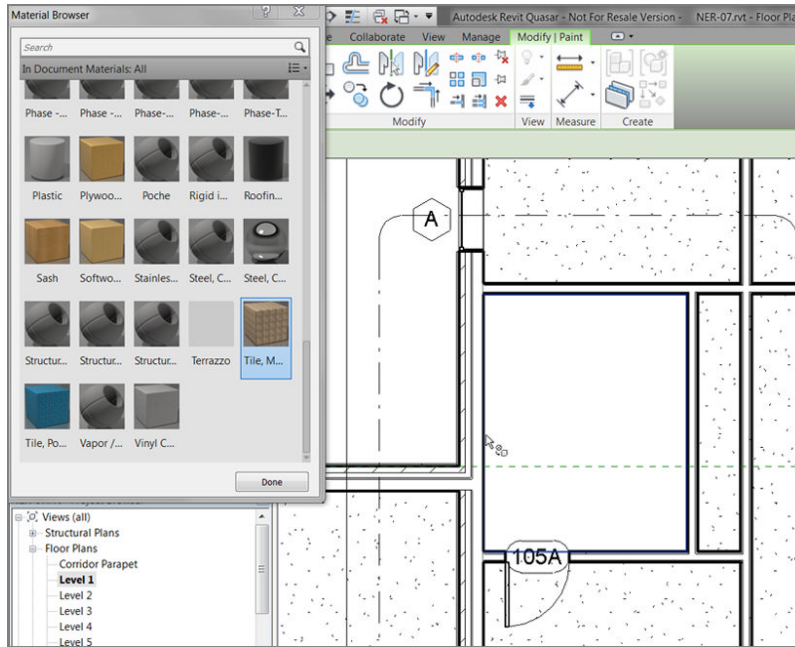 Material Browser
Autodesk Revit Quasar - Not For Resale Version - NER-07.rvt - Floor Pla
Collaborate View Manage Modify | Paint
Search
In Document Materials: All
Modify View Measure Create
Phase -... Phase -... Phase-... Phase-... Phase-T...
Plastic Plywoo... Poche Rigid i... Roofin...
A
Sash Softwo... Stainles... Steel, C... Steel, C...
Structur... Structur... Structur... Terrazzo Tile, M...
Tile, Po... Vapor /... Vinyl C...
Done
Views (all)
Structural Plans
Floor Plans
Corridor Parapet
Level 1
Level 2
Level 3
Level 4
Level 5
105A